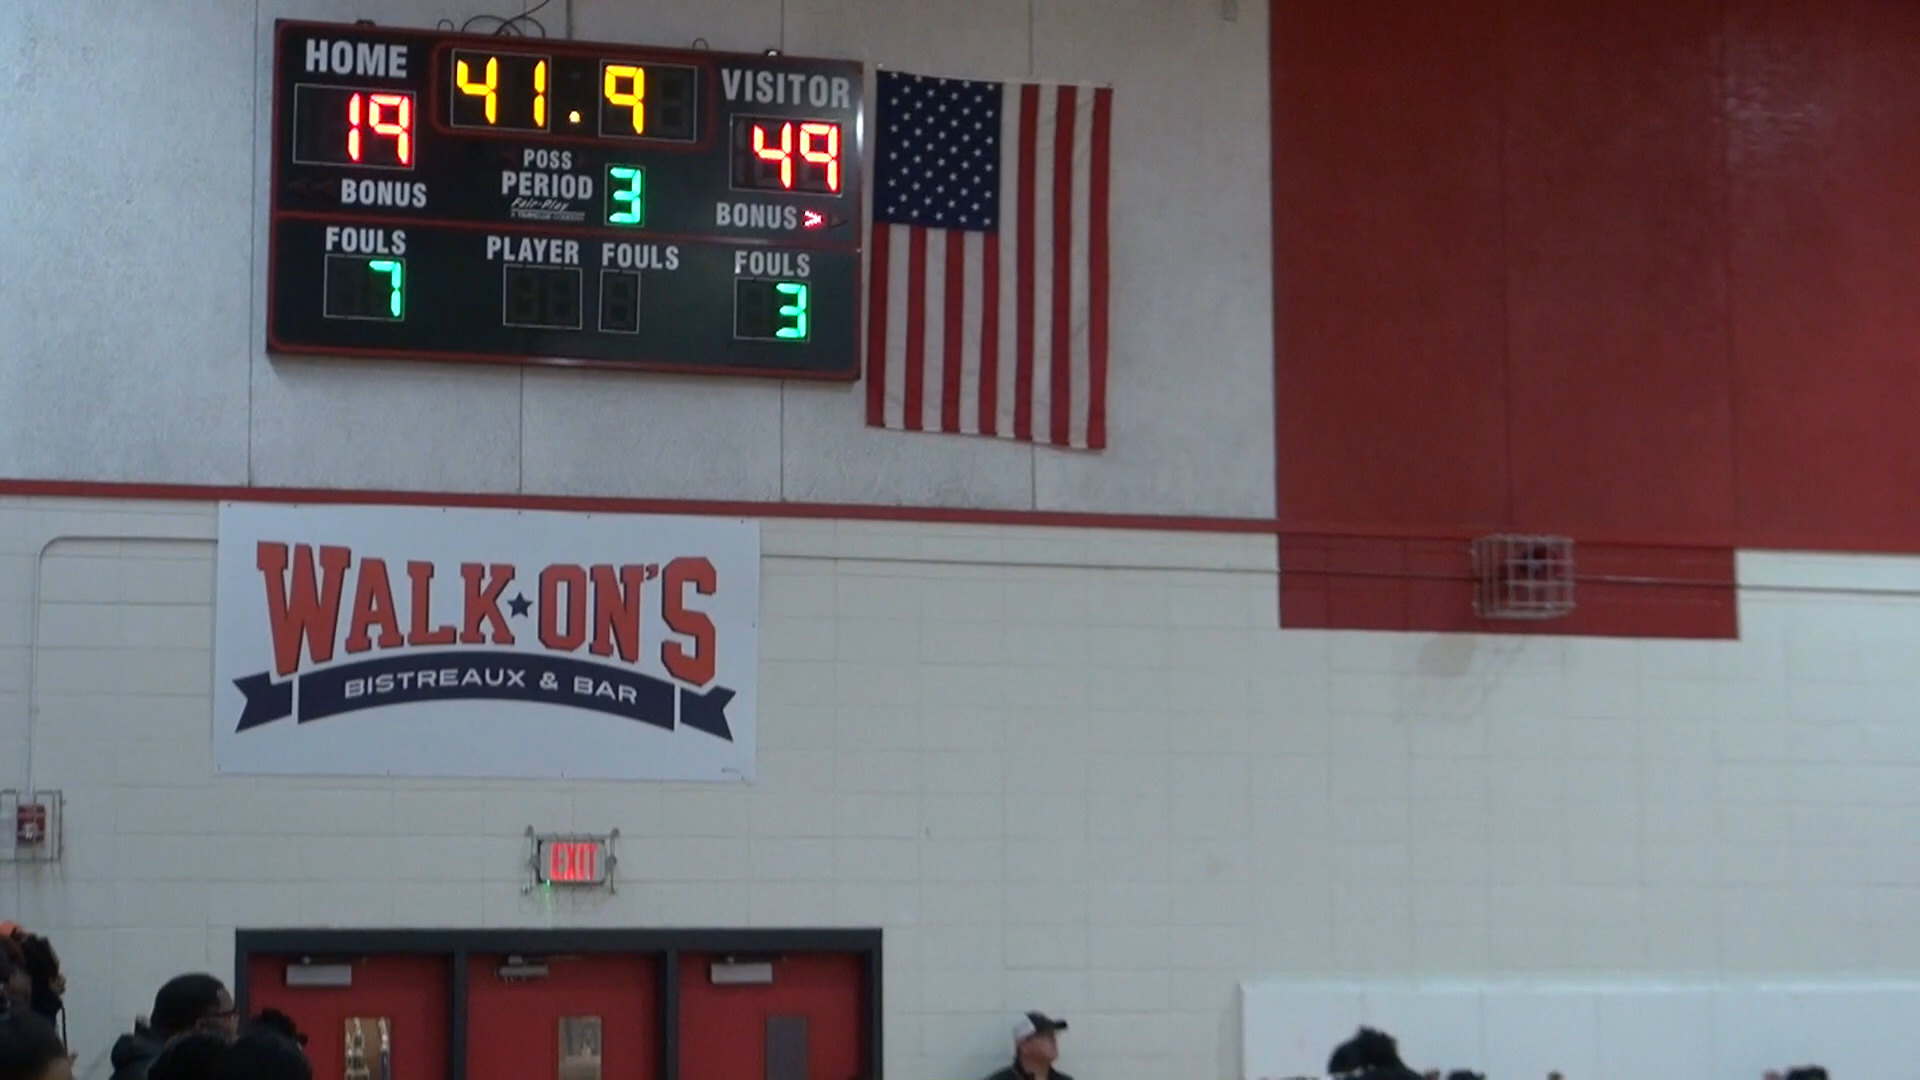 HOME 41.9 VISITOR
19 49
POSS
BONUS PERIOD 3 BONUS >
Fair-Play
FOULS PLAYER FOULS FOULS
7 3
WALK★ON'S
BISTREAUX & BAR
EXIT